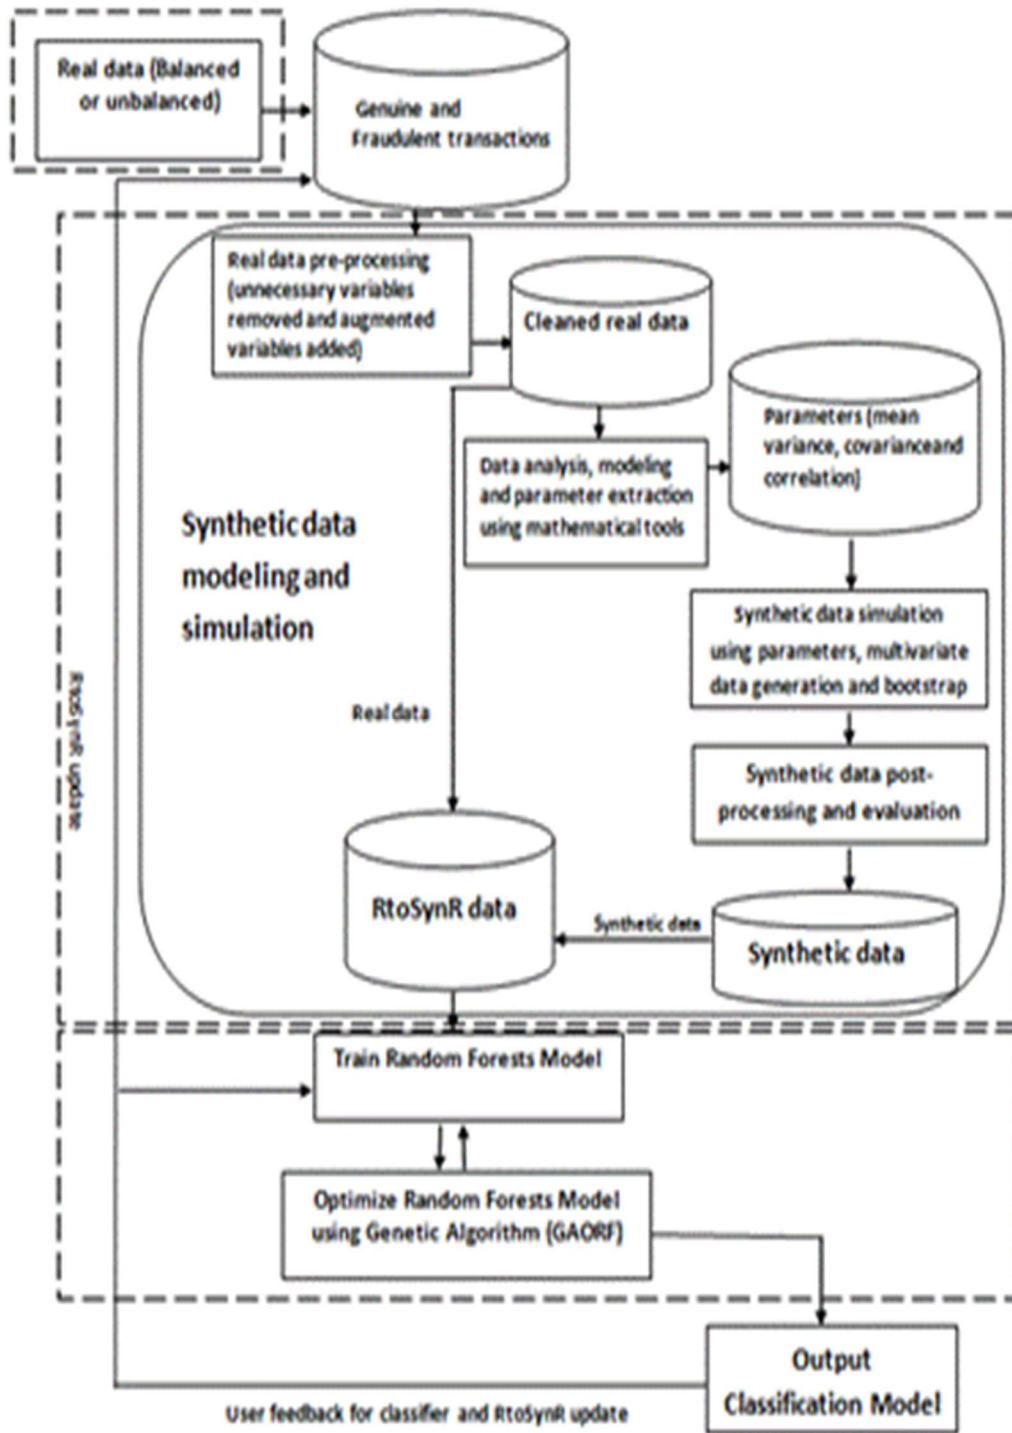 Real data (Balanced
or unbalanced)
Genuine and
Fraudulent transactions
Real data pre-processing
(unnecessary variables
removed and augmented
variables added)
Cleaned real data
Parameters (mean
variance, covarianceand
correlation)
Data analysis, modeling
and parameter extraction
using mathematical tools
Synthetic data
modeling and
simulation
Synthetic data simulation
using parameters, multivariate
data generation and bootstrap
RtoSynR update
Real data
Synthetic data post-
processing and evaluation
RtoSynR data
Synthetic data
Synthetic data
Train Random Forests Model
Optimize Random Forests Model
using Genetic Algorithm (GAORF)
Output
Classification Model
User feedback for classifier and RtoSynR update